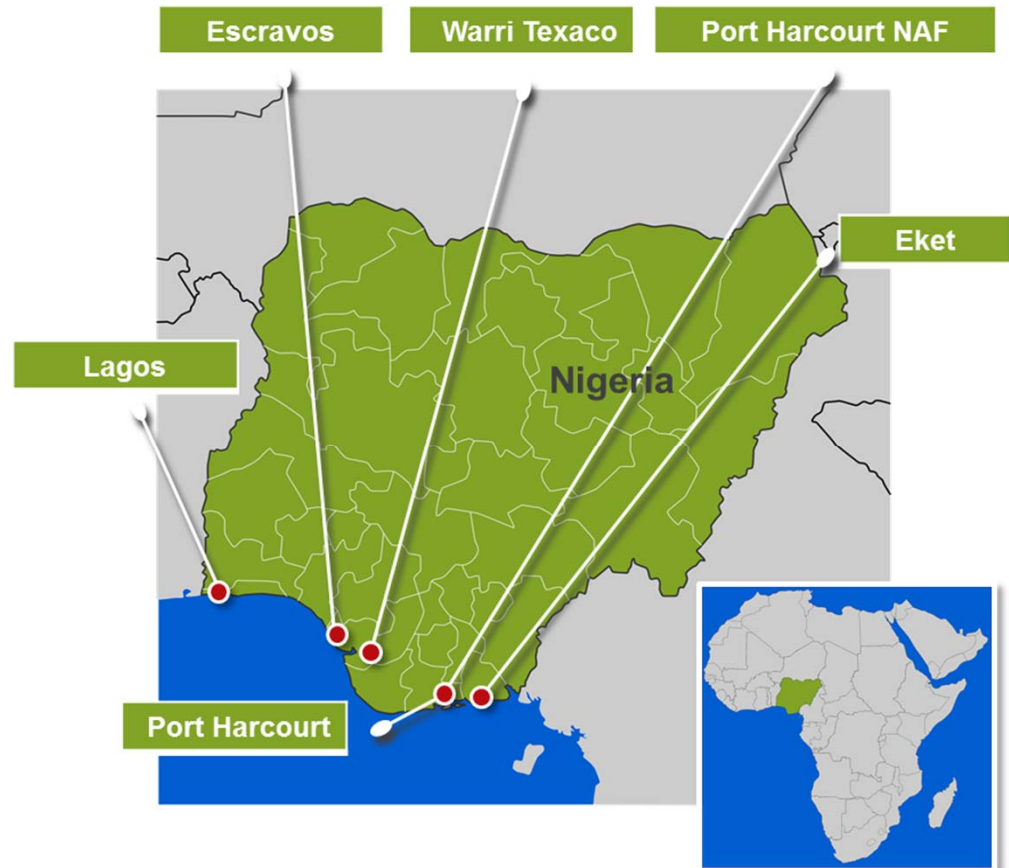 Escravos
Warri Texaco
Port Harcourt NAF
Eket
Lagos
Nigeria
Port Harcourt